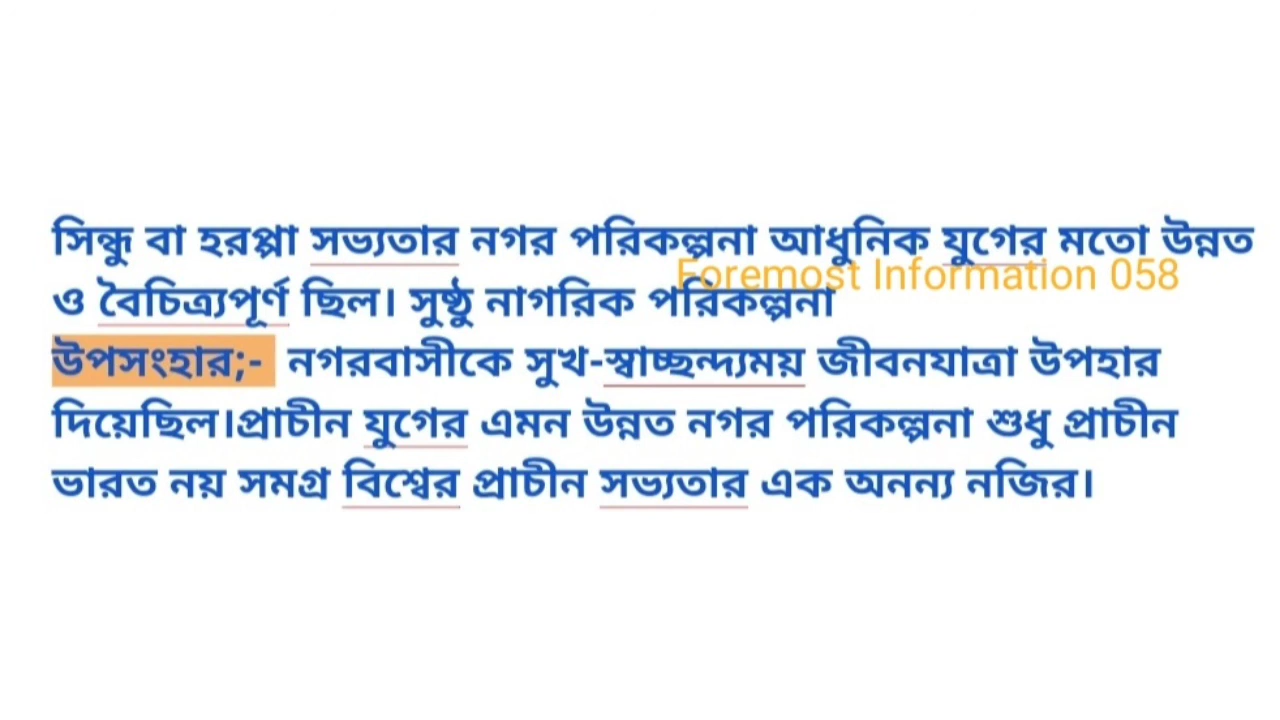 সিন্ধু বা হরপ্পা সভ্যতার নগর পরিকল্পনা আধুনিক যুগের মতো উন্নত
Foremost Information 058
ও বৈচিত্র্যপূর্ণ ছিল। সুষ্ঠু নাগরিক পরিকল্পনা
উপসংহার;- নগরবাসীকে সুখ-স্বাচ্ছন্দ্যময় জীবনযাত্রা উপহার
দিয়েছিল।প্রাচীন যুগের এমন উন্নত নগর পরিকল্পনা শুধু প্রাচীন
ভারত নয় সমগ্র বিশ্বের প্রাচীন সভ্যতার এক অনন্য নজির।